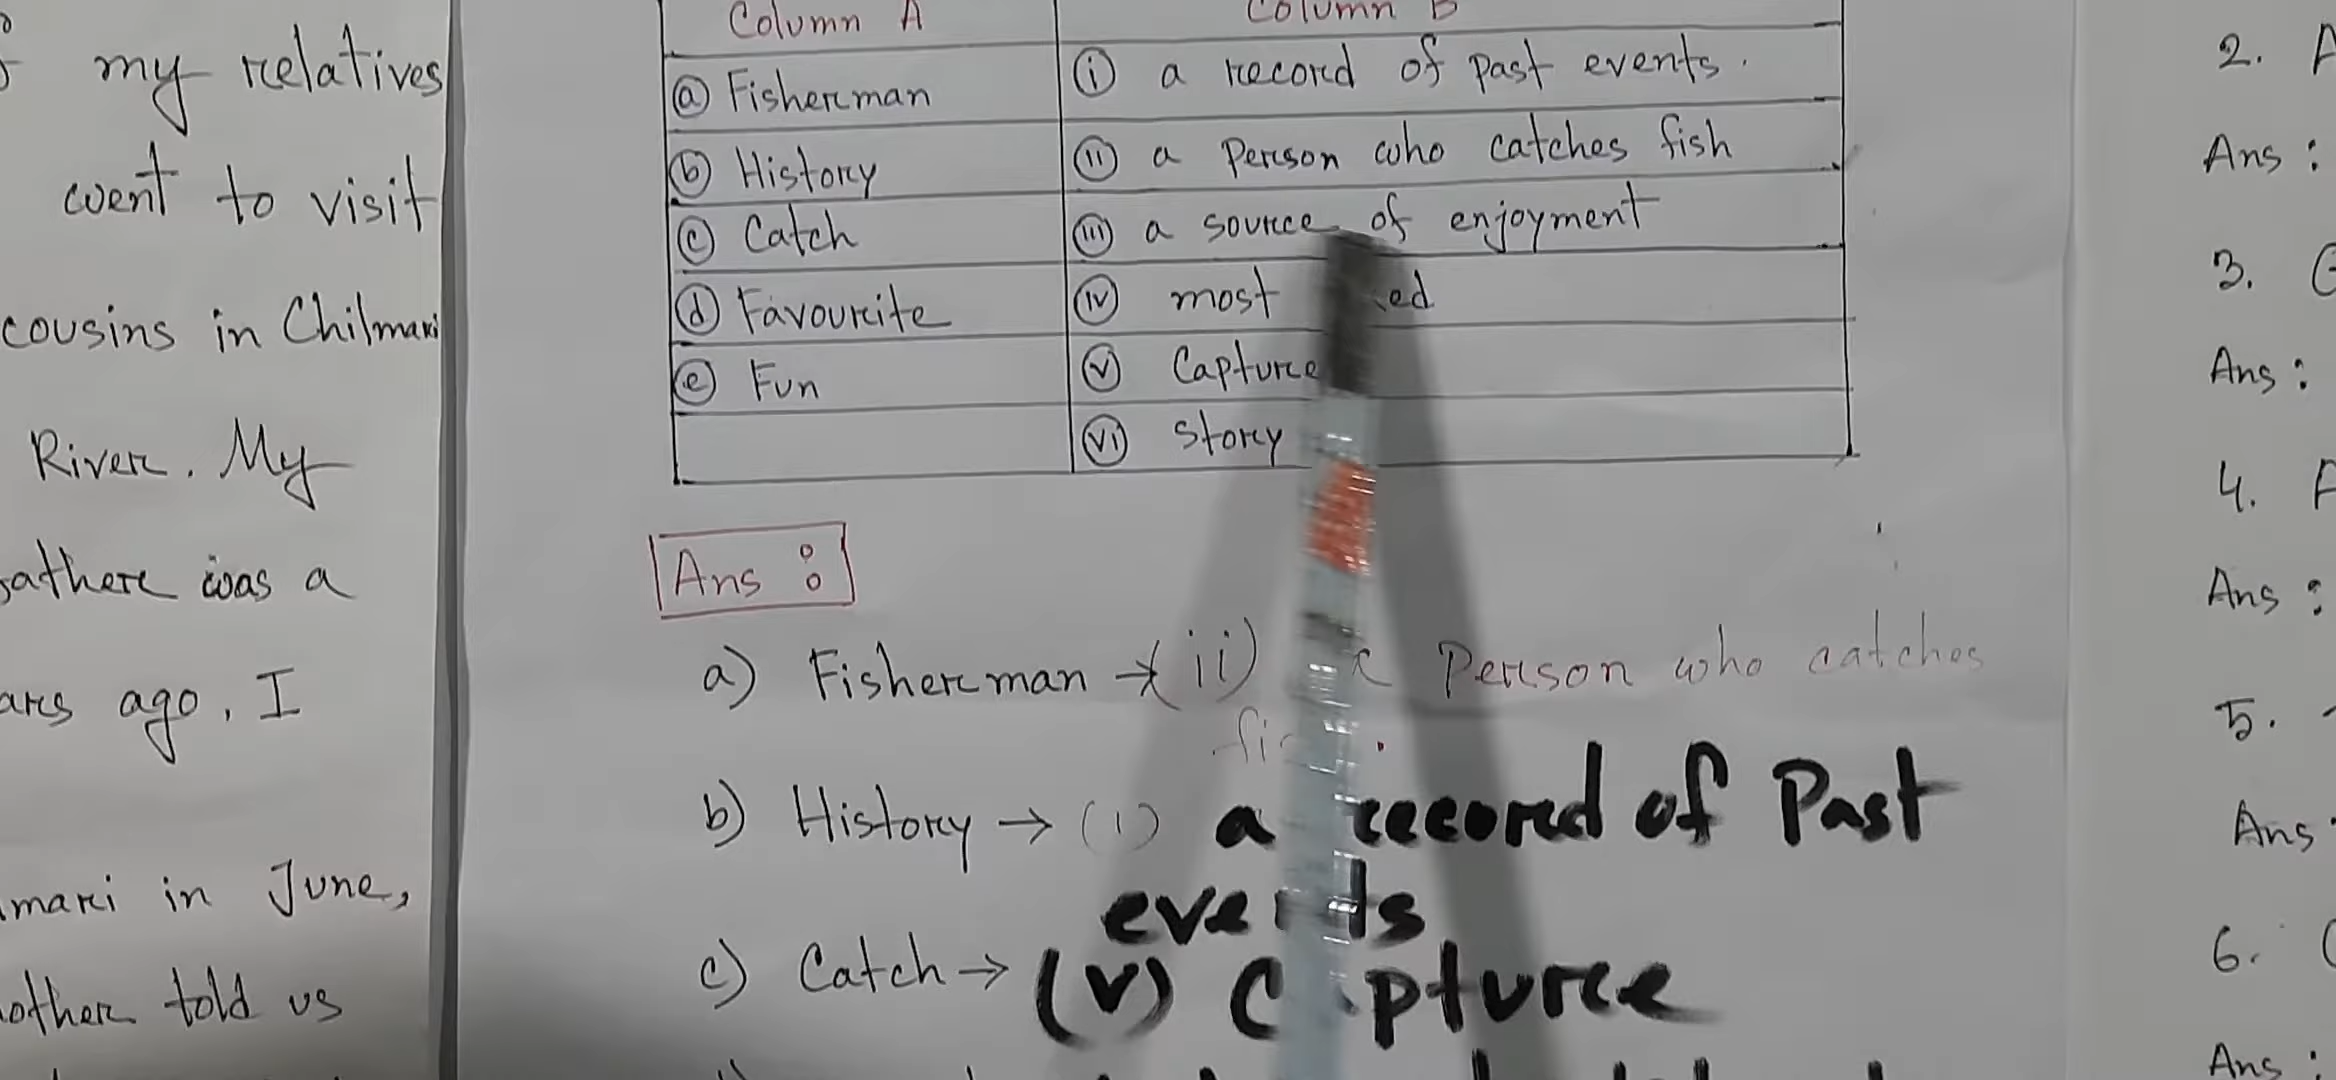 my relatives
went to visit
cousins in Chilmari
River. My
was a
ago. I
in June,
told us
Column A
Column B
(a) Fisherman
(i) a record of past events.
(b) History
(ii) a person who catches fish
(c) Catch
(iii) a source of enjoyment
(d) Favourite
(iv) most
(e) Fun
(v) Capture
(vi) story
Ans :
a) Fisherman → (ii) Person who catches
b) History → (i) a record of Past
events
c) Catch → (v) Capture
2.
Ans :
3.
Ans :
4.
Ans :
5.
Ans
6.
Ans :